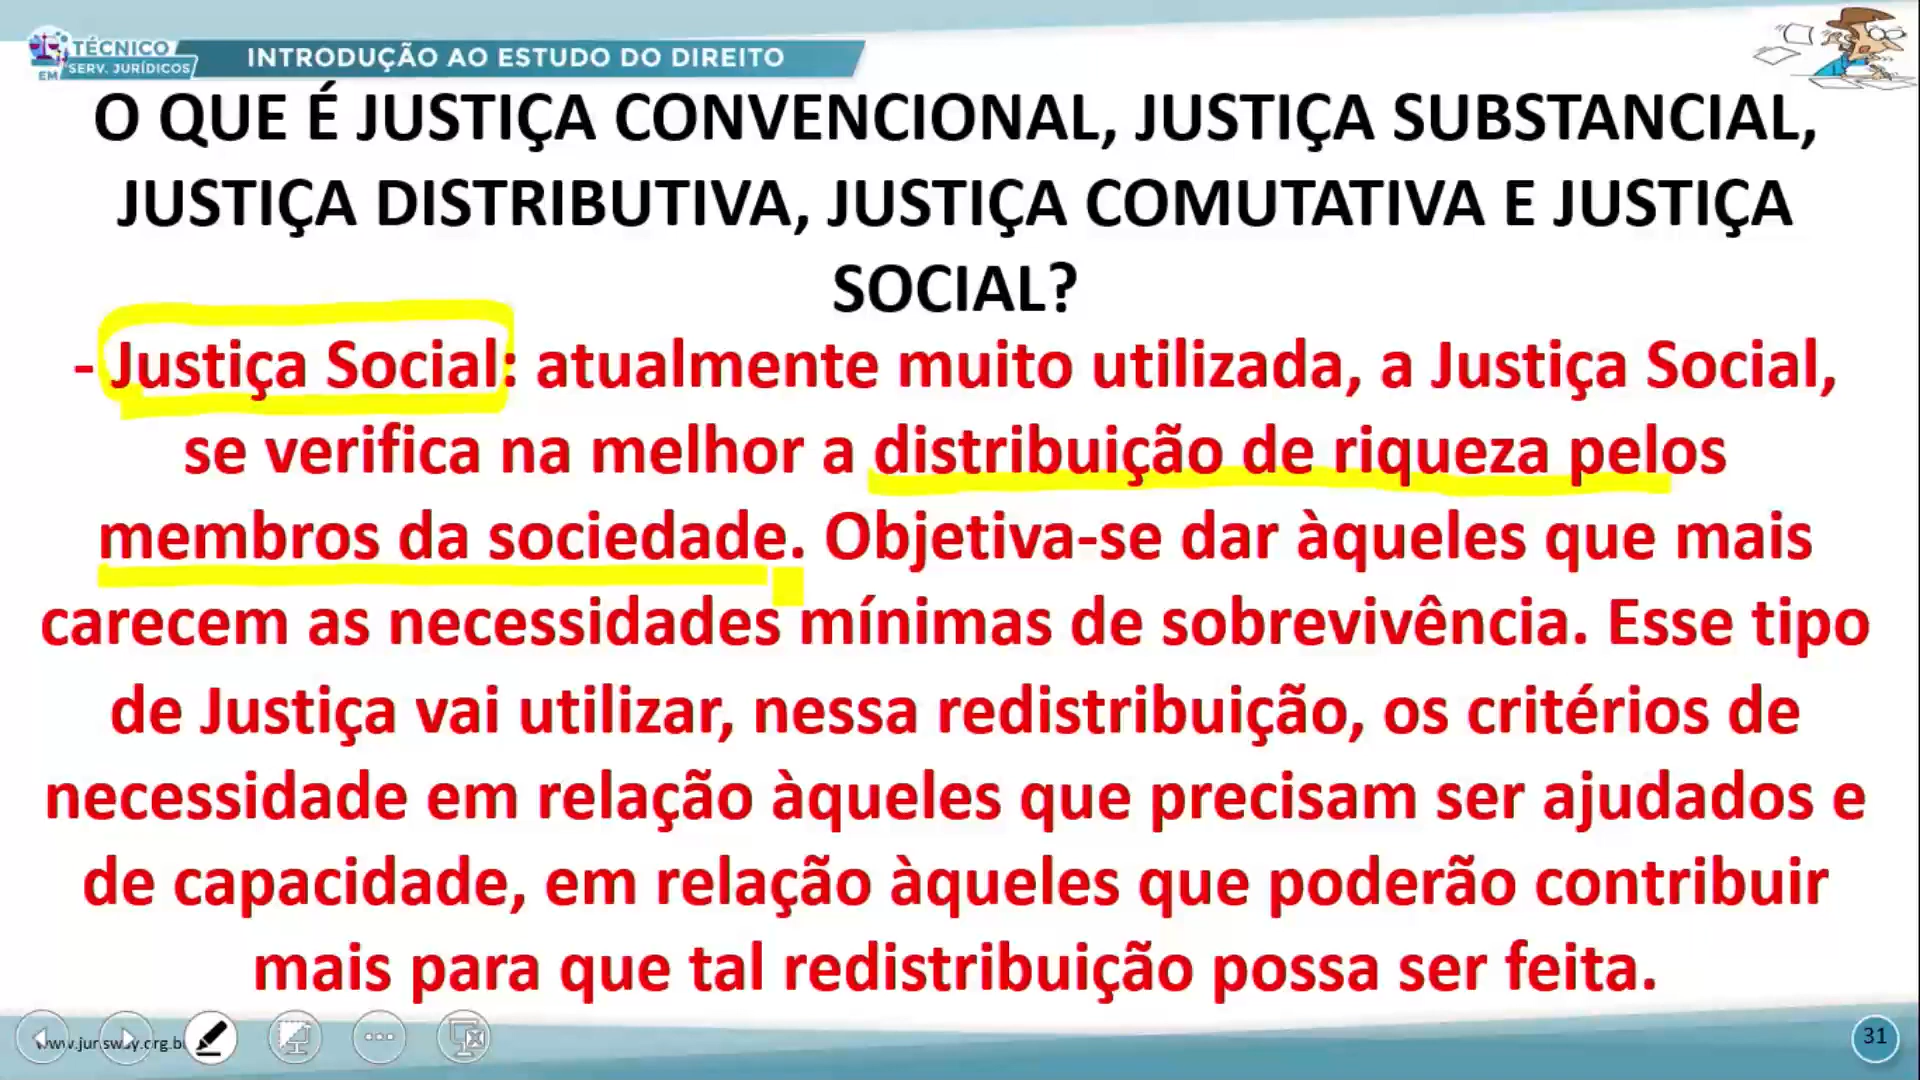 TÉCNICO
EM SERV. JURÍDICOS
INTRODUÇÃO AO ESTUDO DO DIREITO
O QUE É JUSTIÇA CONVENCIONAL, JUSTIÇA SUBSTANCIAL,
JUSTIÇA DISTRIBUTIVA, JUSTIÇA COMUTATIVA E JUSTIÇA
SOCIAL?
- Justiça Social: atualmente muito utilizada, a Justiça Social,
se verifica na melhor a distribuição de riqueza pelos
membros da sociedade. Objetiva-se dar àqueles que mais
carecem as necessidades mínimas de sobrevivência. Esse tipo
de Justiça vai utilizar, nessa redistribuição, os critérios de
necessidade em relação àqueles que precisam ser ajudados e
de capacidade, em relação àqueles que poderão contribuir
mais para que tal redistribuição possa ser feita.
www.jurisway.org.br
31